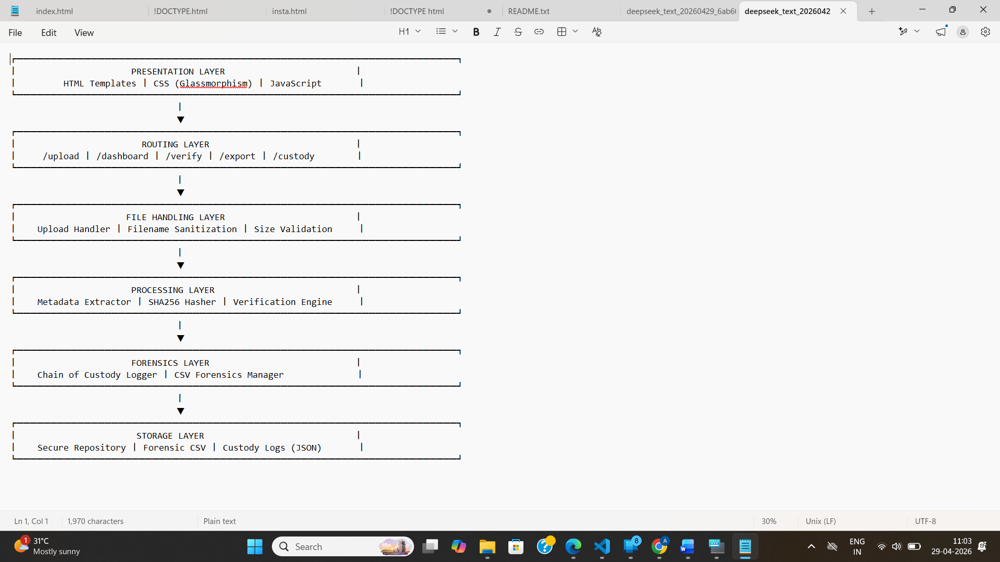 index.html
!DOCTYPE.html
insta.html
!DOCTYPE html
README.txt
deepseek_text_20260429_6ab6
deepseek_text_2026042
File
Edit
View
H1
PRESENTATION LAYER
HTML Templates | CSS (Glassmorphism) | JavaScript
ROUTING LAYER
/upload | /dashboard | /verify | /export | /custody
FILE HANDLING LAYER
Upload Handler | Filename Sanitization | Size Validation
PROCESSING LAYER
Metadata Extractor | SHA256 Hasher | Verification Engine
FORENSICS LAYER
Chain of Custody Logger | CSV Forensics Manager
STORAGE LAYER
Secure Repository | Forensic CSV | Custody Logs (JSON)
Ln 1, Col 1
1,970 characters
Plain text
30%
Unix (LF)
UTF-8
1
31°C
Mostly sunny
Search
8
A
ENG
IN
11:03
29-04-2026